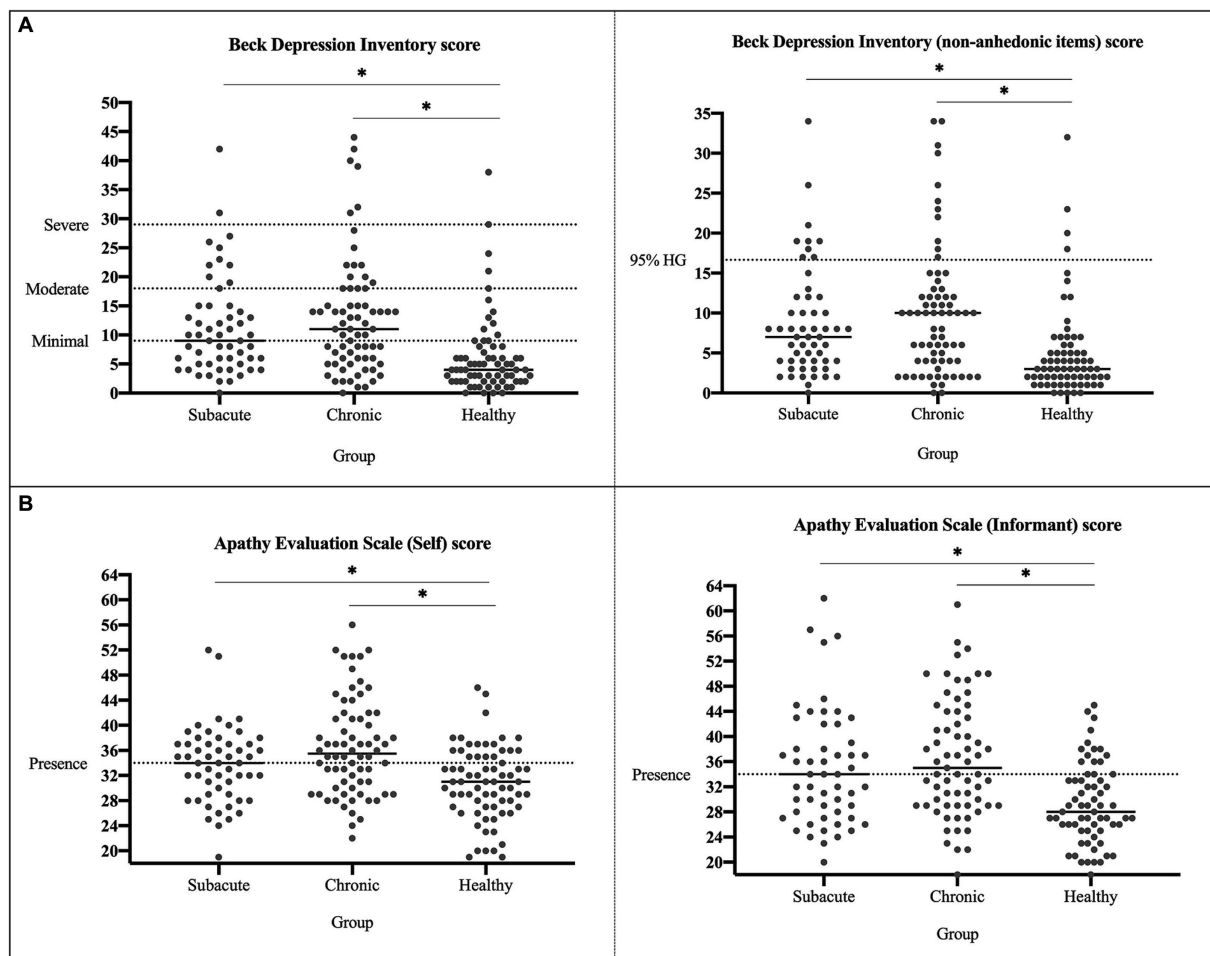 A
Beck Depression Inventory score
*
*
50
45
40
35
30
25
20
15
10
5
0
Severe
Moderate
Minimal
Subacute
Chronic
Healthy
Group
Beck Depression Inventory (non-anhedonic items) score
*
*
35
30
25
20
15
10
5
0
95% HG
Subacute
Chronic
Healthy
Group
B
Apathy Evaluation Scale (Self) score
*
*
64
60
56
52
48
44
40
36
32
28
24
20
Presence
Subacute
Chronic
Healthy
Group
Apathy Evaluation Scale (Informant) score
*
*
64
60
56
52
48
44
40
36
32
28
24
20
Presence
Subacute
Chronic
Healthy
Group